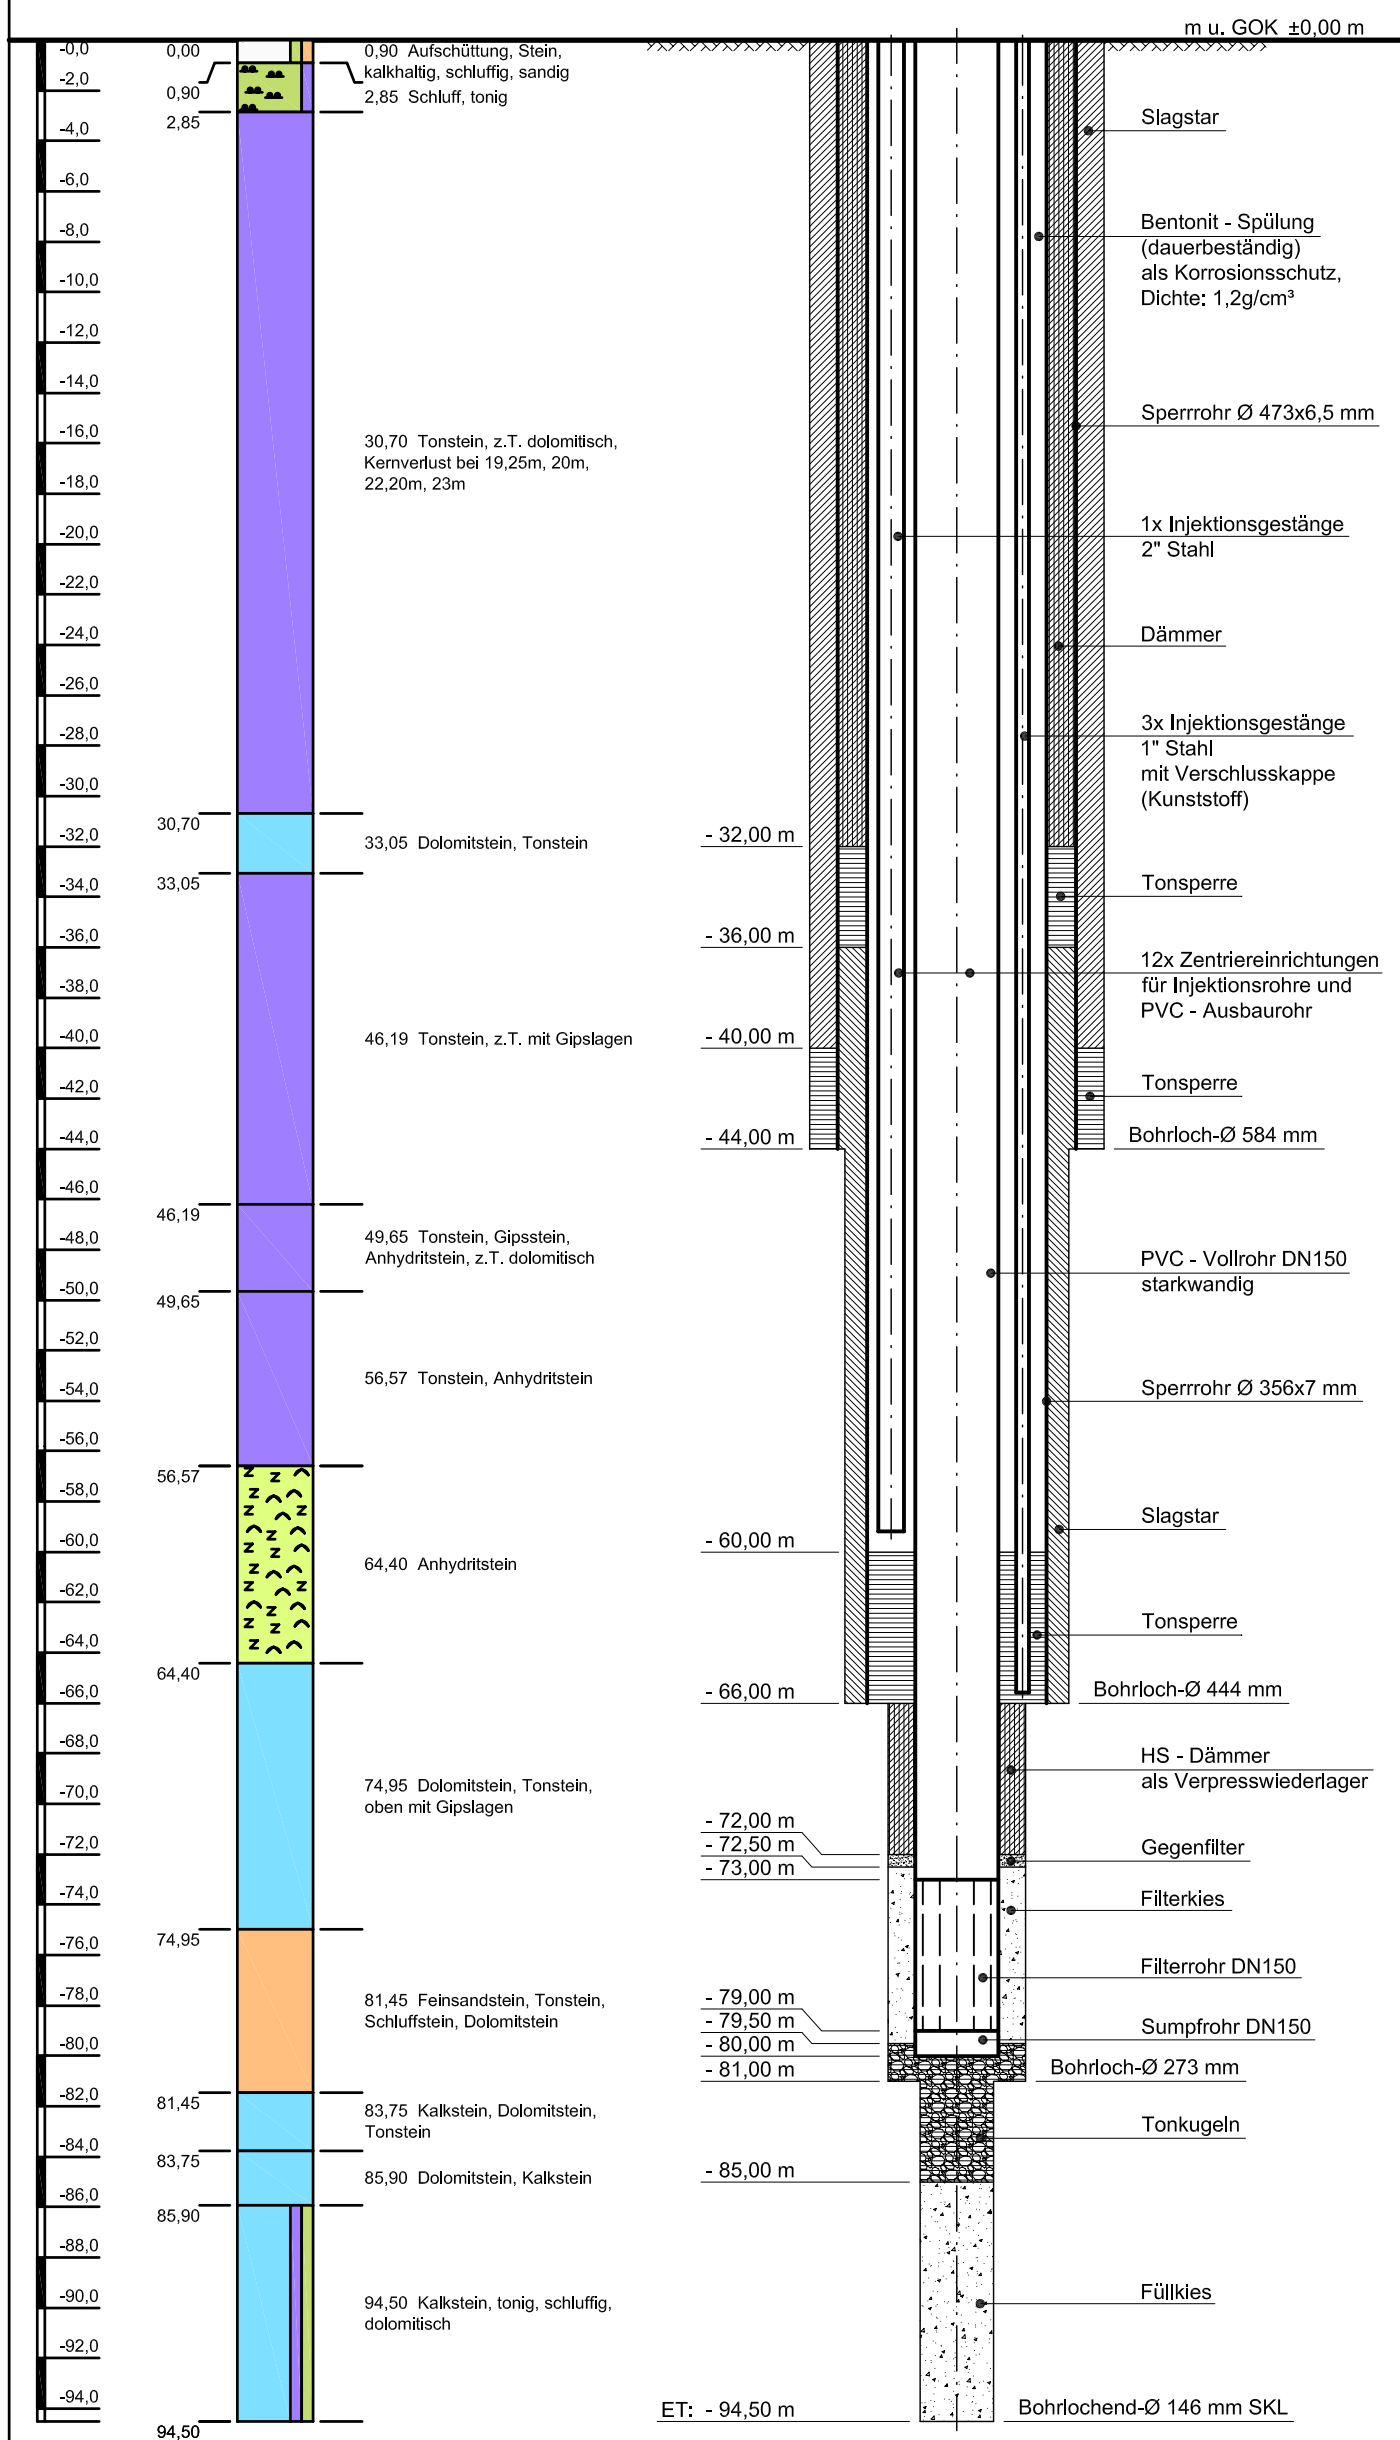 m u. GOK ±0,00 m
-0,0
-2,0
-4,0
-6,0
-8,0
-10,0
-12,0
-14,0
-16,0
-18,0
-20,0
-22,0
-24,0
-26,0
-28,0
-30,0
-32,0
-34,0
-36,0
-38,0
-40,0
-42,0
-44,0
-46,0
-48,0
-50,0
-52,0
-54,0
-56,0
-58,0
-60,0
-62,0
-64,0
-66,0
-68,0
-70,0
-72,0
-74,0
-76,0
-78,0
-80,0
-82,0
-84,0
-86,0
-88,0
-90,0
-92,0
-94,0
0,00
0,90
2,85
30,70
33,05
46,19
49,65
56,57
64,40
74,95
81,45
83,75
85,90
94,50
0,90 Aufschüttung, Stein,
kalkhaltig, schluffig, sandig
2,85 Schluff, tonig
30,70 Tonstein, z.T. dolomitisch,
Kernverlust bei 19,25m, 20m,
22,20m, 23m
33,05 Dolomitstein, Tonstein
46,19 Tonstein, z.T. mit Gipslagen
49,65 Tonstein, Gipsstein,
Anhydritstein, z.T. dolomitisch
56,57 Tonstein, Anhydritstein
64,40 Anhydritstein
74,95 Dolomitstein, Tonstein,
oben mit Gipslagen
81,45 Feinsandstein, Tonstein,
Schluffstein, Dolomitstein
83,75 Kalkstein, Dolomitstein,
Tonstein
85,90 Dolomitstein, Kalkstein
94,50 Kalkstein, tonig, schluffig,
dolomitisch
- 32,00 m
- 36,00 m
- 40,00 m
- 44,00 m
- 60,00 m
- 66,00 m
- 72,00 m
- 72,50 m
- 73,00 m
- 79,00 m
- 79,50 m
- 80,00 m
- 81,00 m
- 85,00 m
ET: - 94,50 m
Slagstar
Bentonit - Spülung
(dauerbeständig)
als Korrosionsschutz,
Dichte: 1,2g/cm³
Sperrrohr Ø 473x6,5 mm
1x Injektionsgestänge
2" Stahl
Dämmer
3x Injektionsgestänge
1" Stahl
mit Verschlusskappe
(Kunststoff)
Tonsperre
12x Zentriereinrichtungen
für Injektionsrohre und
PVC - Ausbaurohr
Tonsperre
Bohrloch-Ø 584 mm
PVC - Vollrohr DN150
starkwandig
Sperrrohr Ø 356x7 mm
Slagstar
Tonsperre
Bohrloch-Ø 444 mm
HS - Dämmer
als Verpresswiederlager
Gegenfilter
Filterkies
Filterrohr DN150
Sumpfrohr DN150
Bohrloch-Ø 273 mm
Tonkugeln
Füllkies
Bohrlochend-Ø 146 mm SKL